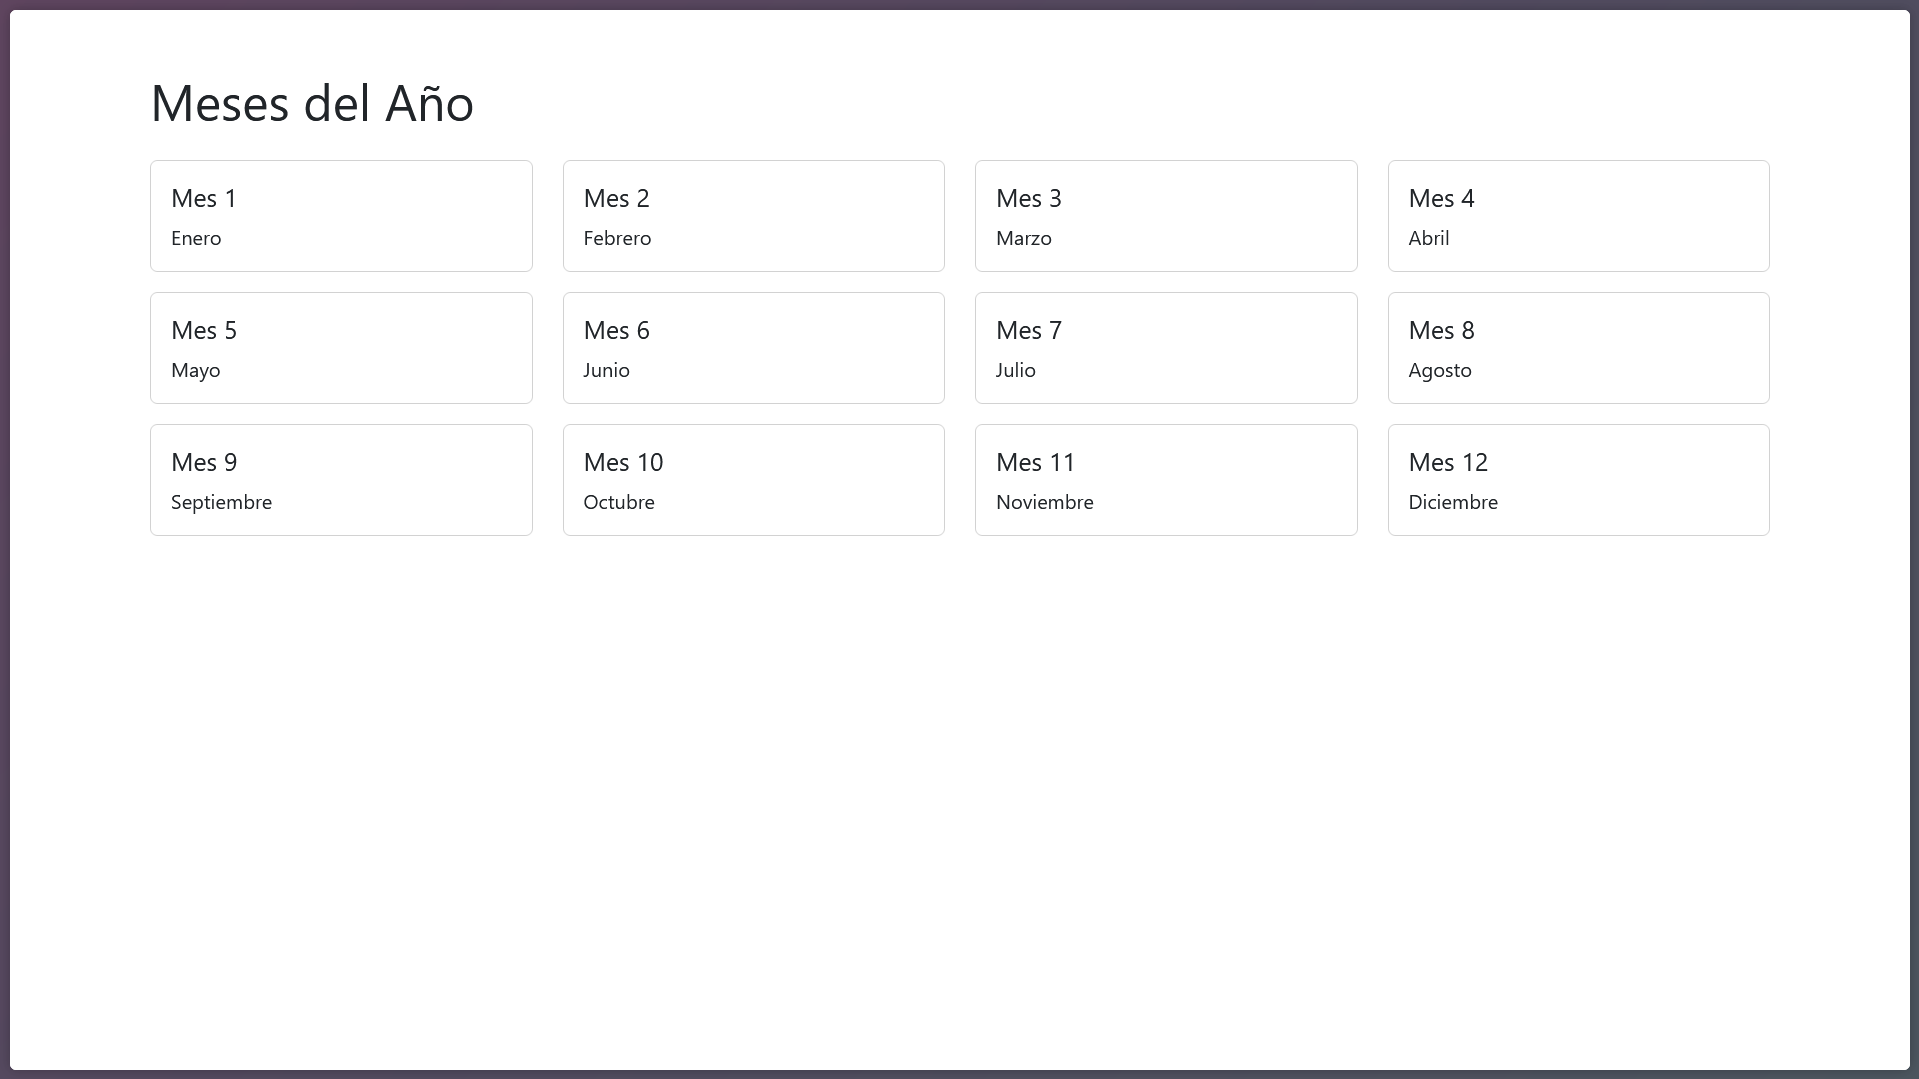 Meses del Año
Mes 1
Enero
Mes 2
Febrero
Mes 3
Marzo
Mes 4
Abril
Mes 5
Mayo
Mes 6
Junio
Mes 7
Julio
Mes 8
Agosto
Mes 9
Septiembre
Mes 10
Octubre
Mes 11
Noviembre
Mes 12
Diciembre